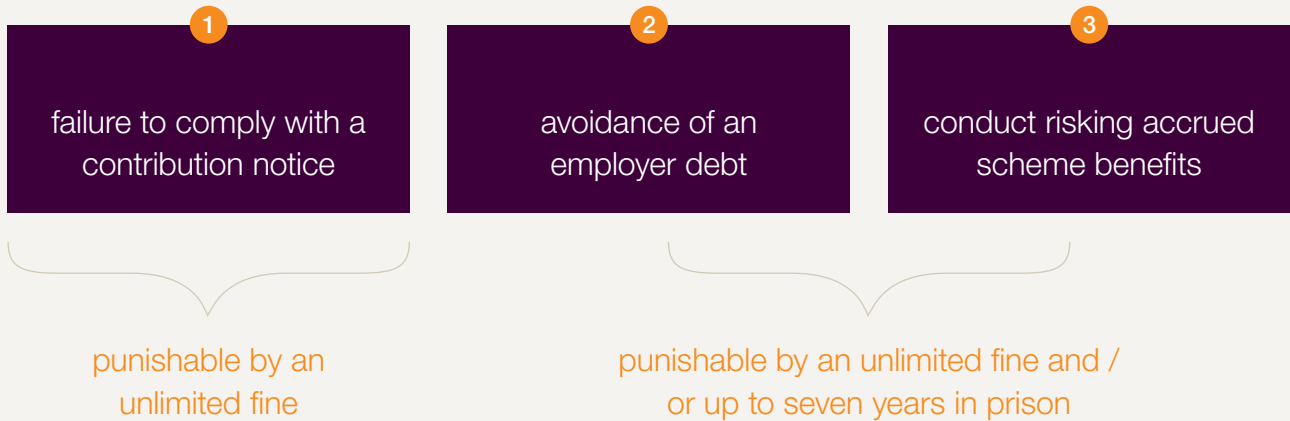 1
failure to comply with a
contribution notice
2
avoidance of an
employer debt
3
conduct risking accrued
scheme benefits
punishable by an
unlimited fine
punishable by an unlimited fine and /
or up to seven years in prison